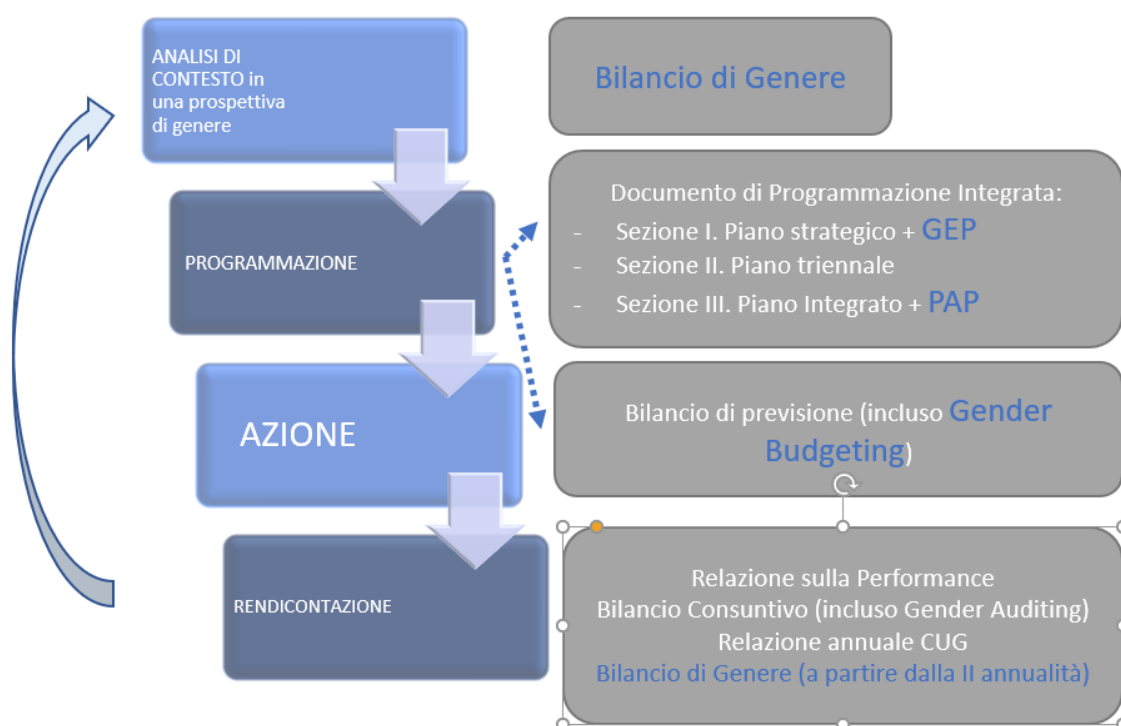 ANALISI DI
CONTESTO in
una prospettiva
di genere
Bilancio di Genere
PROGRAMMAZIONE
Documento di Programmazione Integrata:
- Sezione I. Piano strategico + GEP
- Sezione II. Piano triennale
- Sezione III. Piano Integrato + PAP
AZIONE
Bilancio di previsione (incluso Gender
Budgeting)
RENDICONTAZIONE
Relazione sulla Performance
Bilancio Consuntivo (incluso Gender Auditing)
Relazione annuale CUG
Bilancio di Genere (a partire dalla II annualità)